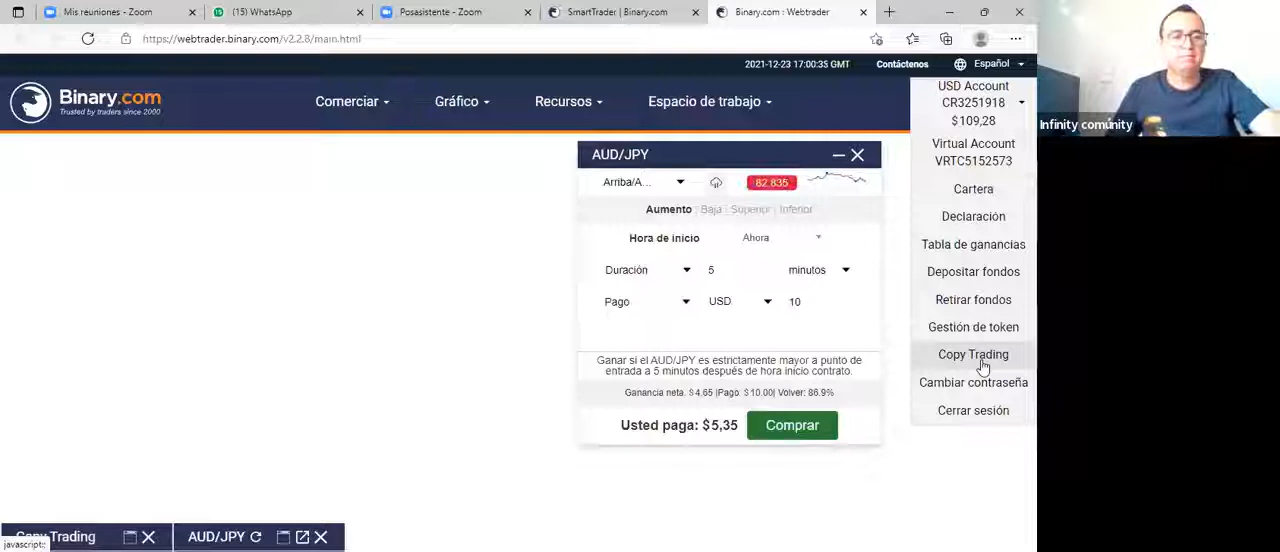 Mis reuniones - Zoom
(15) WhatsApp
Posasistente - Zoom
SmartTrader | Binary.com
Binary.com : Webtrader
https://webtrader.binary.com/v2.2.8/main.html
2021-12-23 17:00:35 GMT
Contáctenos
Español
Binary.com
Trusted by traders since 2000
Comerciar
Gráfico
Recursos
Espacio de trabajo
USD Account
CR3251918
$109,28
Infinity comúnity
Virtual Account
VRTC5152573
AUD/JPY
Arriba/A...
82.835
Aumento | Baja | Superior | Inferior
Hora de inicio Ahora
Duración 5 minutos
Pago USD 10
Ganar si el AUD/JPY es estrictamente mayor a punto de
entrada a 5 minutos después de hora inicio contrato.
Ganancia neta: $4.65 |Pago: $10.00| Volver: 86.9%
Usted paga: $5,35 Comprar
Cartera
Declaración
Tabla de ganancias
Depositar fondos
Retirar fondos
Gestión de token
Copy Trading
Cambiar contraseña
Cerrar sesión
Trading
AUD/JPY
javascript: